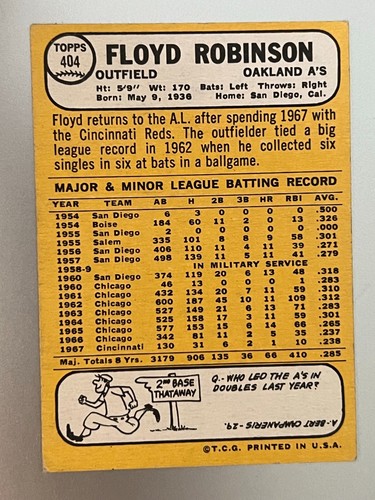 TOPPS
404
FLOYD ROBINSON
OUTFIELD OAKLAND A'S
Ht: 5'9" Wt: 170 Bats: Left Throws: Right
Born: May 9, 1936 Home: San Diego, Cal.
Floyd returns to the A.L. after spending 1967 with
the Cincinnati Reds. The outfielder tied a big
league record in 1962 when he collected six
singles in six at bats in a ballgame.
MAJOR & MINOR LEAGUE BATTING RECORD
YEAR TEAM AB H 2B 3B HR RBI AVG.
1954 San Diego 6 3 0 0 0 0 .500
1954 Boise 184 60 11 2 0 13 .326
1955 San Diego 2 0 0 0 0 0 .000
1955 Salem 335 101 8 8 9 58 .301
1956 San Diego 406 110 11 4 11 39 .271
1957 San Diego 498 139 11 5 11 41 .279
1958-9 IN MILITARY SERVICE
1960 San Diego 374 119 20 6 13 48 .318
1960 Chicago 46 13 0 0 0 1 .283
1961 Chicago 432 134 20 7 11 59 .310
1962 Chicago 600 187 45 10 11 109 .312
1963 Chicago 527 149 21 6 13 71 .283
1964 Chicago 525 158 17 3 11 59 .301
1965 Chicago 577 153 15 6 14 66 .265
1966 Chicago 342 81 11 2 5 35 .237
1967 Cincinnati 130 31 6 2 1 10 .238
Maj. Totals 8 Yrs. 3179 906 135 36 66 410 .285
2ND BASE
THATAWAY
Q.-WHO LED THE A'S IN
DOUBLES LAST YEAR?
A.-BERT CAMPANERIS-29.
©T.C.G. PRINTED IN U.S.A.